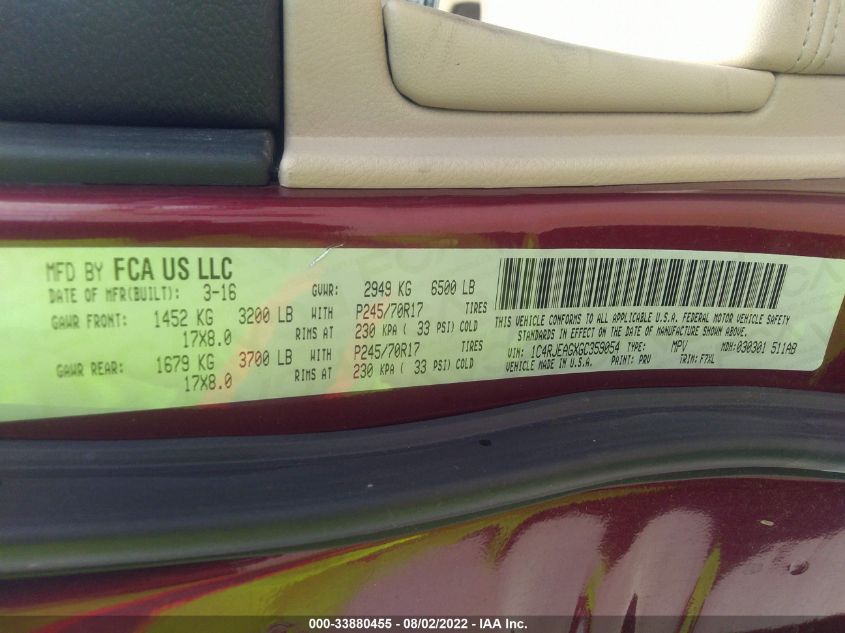 MFD BY FCA US LLC
DATE OF MFR(BUILT): 3-16 GVWR: 2949 KG 6500 LB
GAWR FRONT: 1452 KG 3200 LB WITH P245/70R17 TIRES
17X8.0 RIMS AT 230 KPA ( 33 PSI) COLD
GAWR REAR: 1679 KG 3700 LB WITH P245/70R17 TIRES
17X8.0 RIMS AT 230 KPA ( 33 PSI) COLD
THIS VEHICLE CONFORMS TO ALL APPLICABLE U.S.A. FEDERAL MOTOR VEHICLE SAFETY
STANDARDS IN EFFECT ON THE DATE OF MANUFACTURE SHOWN ABOVE.
VIN: 1C4RJEAGXGC359054 TYPE: MPV MDH: 030301 511AB
VEHICLE MADE IN U.S.A. PAINT: PRV TRIM: F7XL
000-33880455 - 08/02/2022 - IAA Inc.